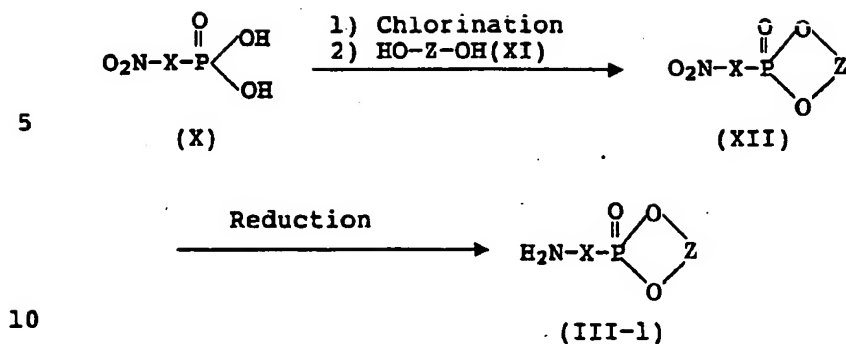 O 1) Chlorination O O
O₂N-X-P OH 2) HO-Z-OH(XI) O₂N-X-P Z
OH O
5
(X) (XII)
Reduction O O
H₂N-X-P Z
O
10
(III-1)